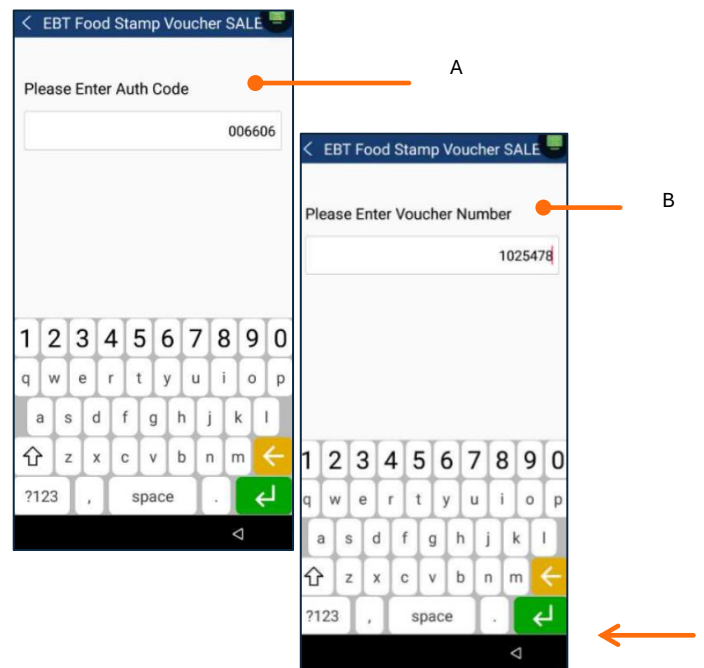 EBT Food Stamp Voucher SALE
Please Enter Auth Code
006606
1 2 3 4 5 6 7 8 9 0
q w e r t y u i o p
a s d f g h j k l
z x c v b n m
?123 , space .
A
EBT Food Stamp Voucher SALE
Please Enter Voucher Number
1025478
1 2 3 4 5 6 7 8 9 0
q w e r t y u i o p
a s d f g h j k l
z x c v b n m
?123 , space .
B